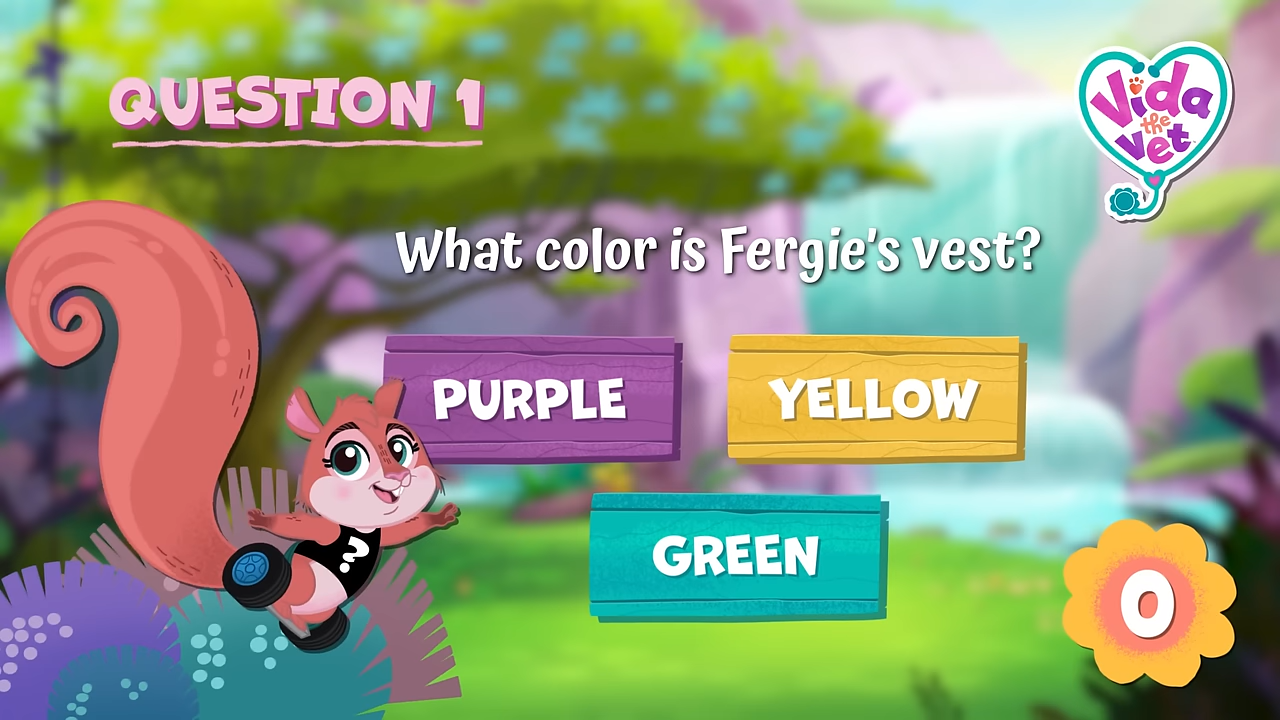 QUESTION 1
Vida
the
Vet
What color is Fergie's vest?
PURPLE
YELLOW
?
GREEN
0